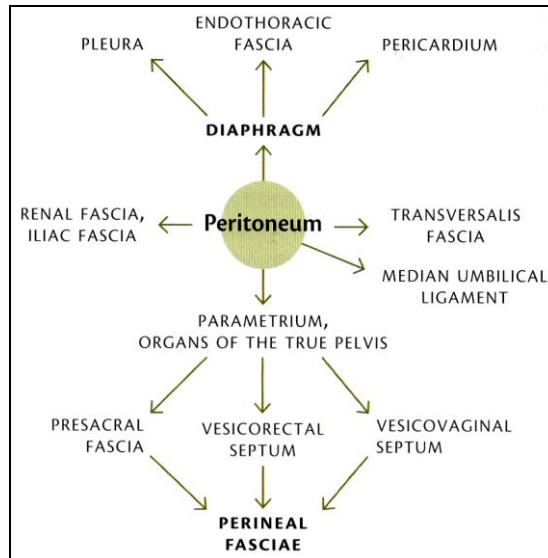 PLEURA
ENDOTHORACIC
FASCIA
PERICARDIUM
DIAPHRAGM
RENAL FASCIA,
ILIAC FASCIA
Peritoneum
TRANSVERSALIS
FASCIA
MEDIAN UMBILICAL
LIGAMENT
PARAMETRIUM,
ORGANS OF THE TRUE PELVIS
PRESACRAL
FASCIA
VESICORECTAL
SEPTUM
VESICOVAGINAL
SEPTUM
PERINEAL
FASCIAE